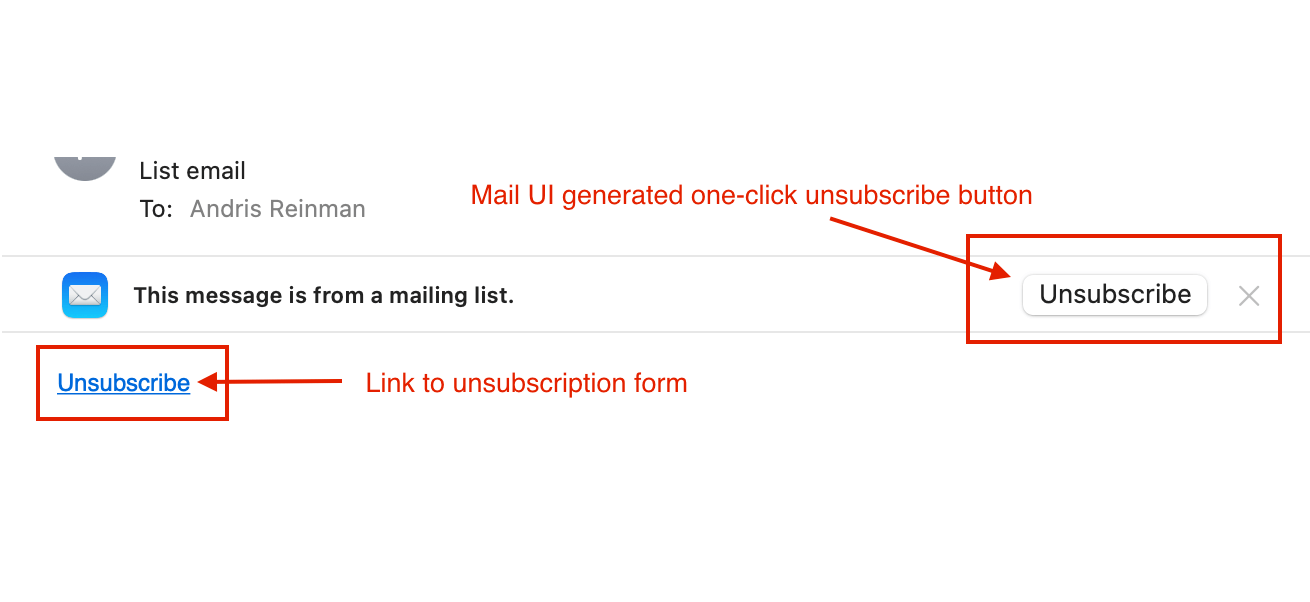 List email
To: Andris Reinman
Mail UI generated one-click unsubscribe button
This message is from a mailing list.
Unsubscribe
Unsubscribe
Link to unsubscription form